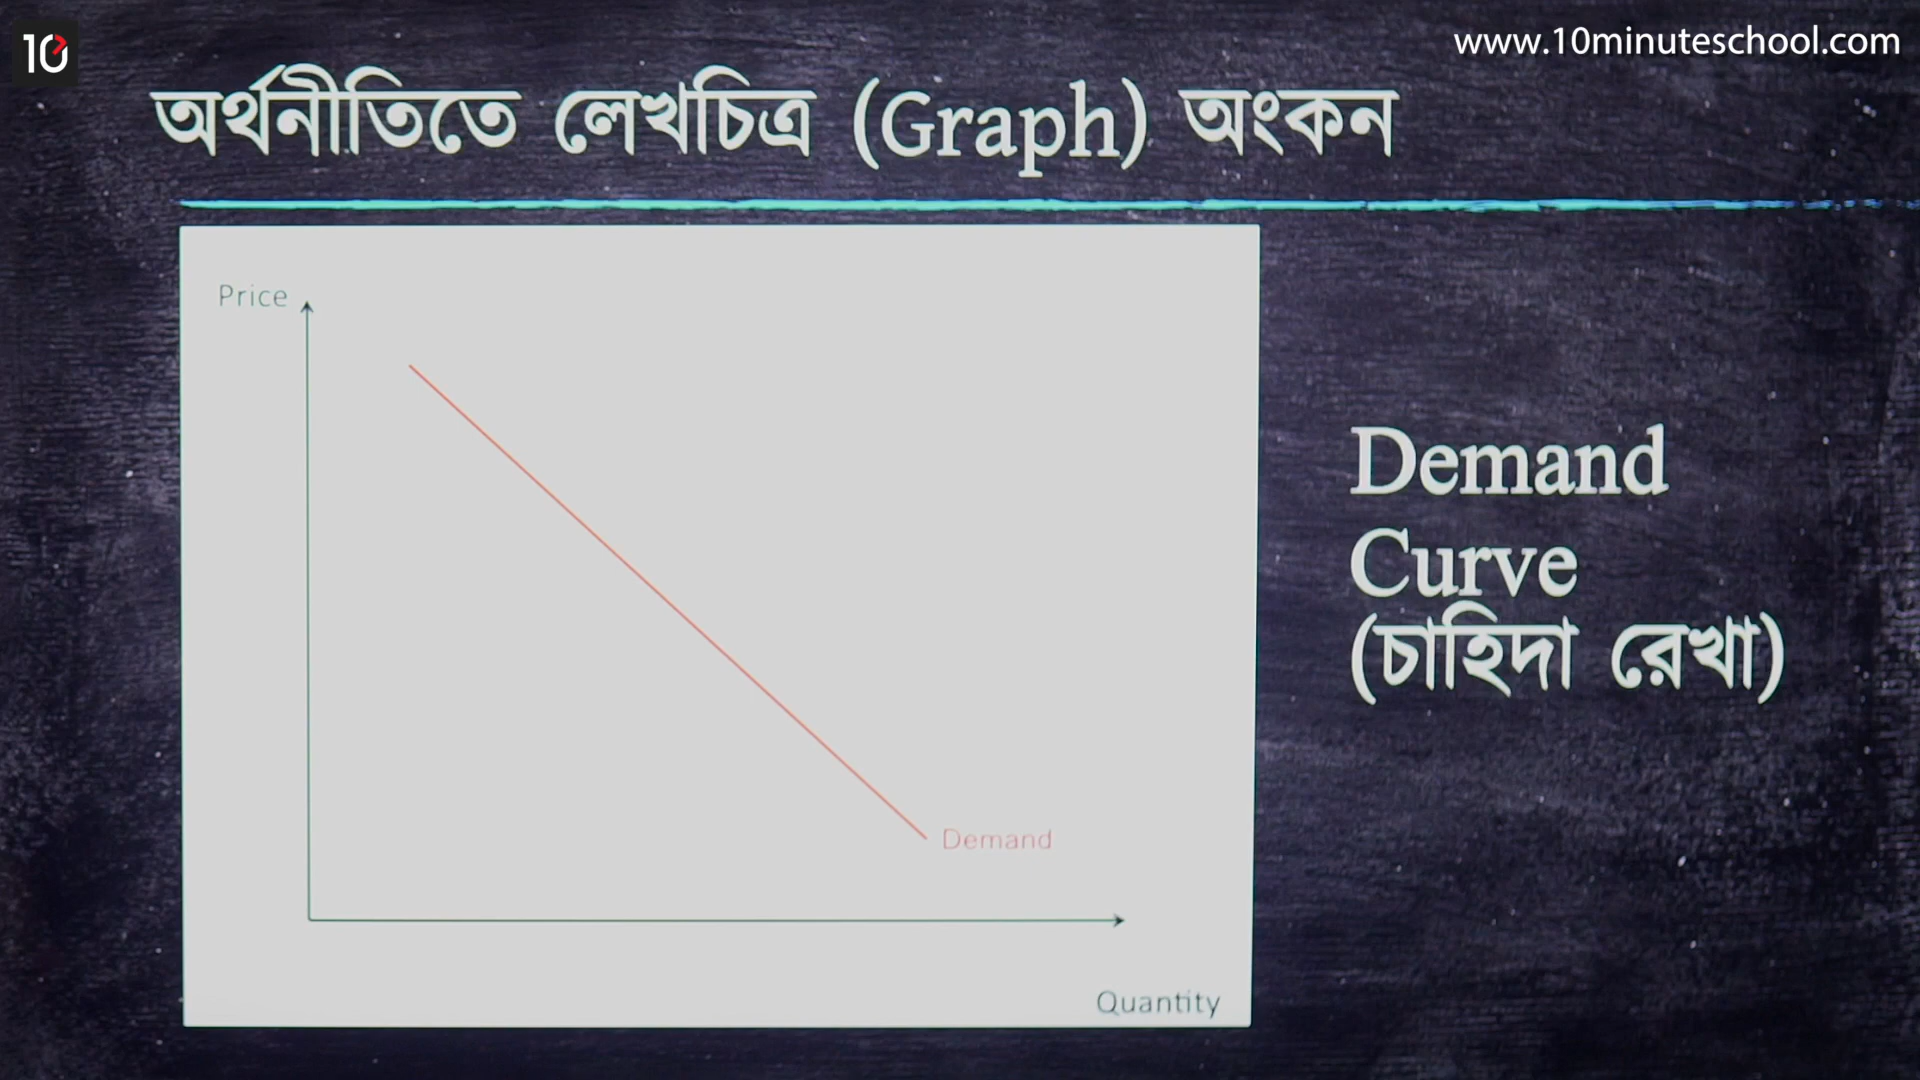 10
www.10minuteschool.com
অর্থনীতিতে লেখচিত্র (Graph) অংকন
Price
Demand
Curve
(চাহিদা রেখা)
Demand
Quantity